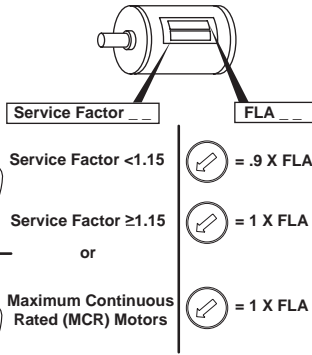 Service Factor _ _ FLA _ _
Service Factor <1.15 = .9 X FLA
Service Factor ≥1.15 = 1 X FLA
or
Maximum Continuous
Rated (MCR) Motors = 1 X FLA